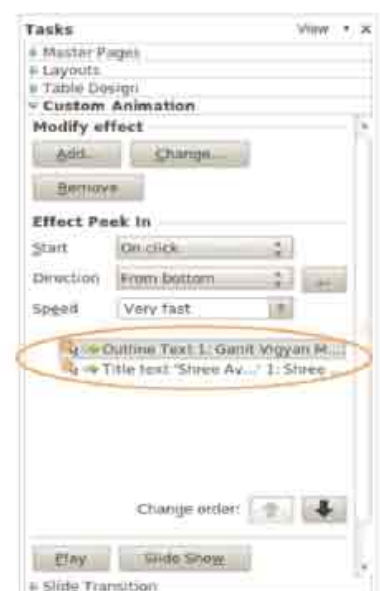 Tasks View x
Master Pages
Layouts
Table Design
Custom Animation
Modify effect
Add... Change...
Remove
Effect Peek In
Start On click
Direction From bottom ...
Speed Very fast
Outline Text 1: Ganit Vigyan M...
Title text 'Shree Av...' 1: Shree
Change order:
Play Slide Show
Slide Transition